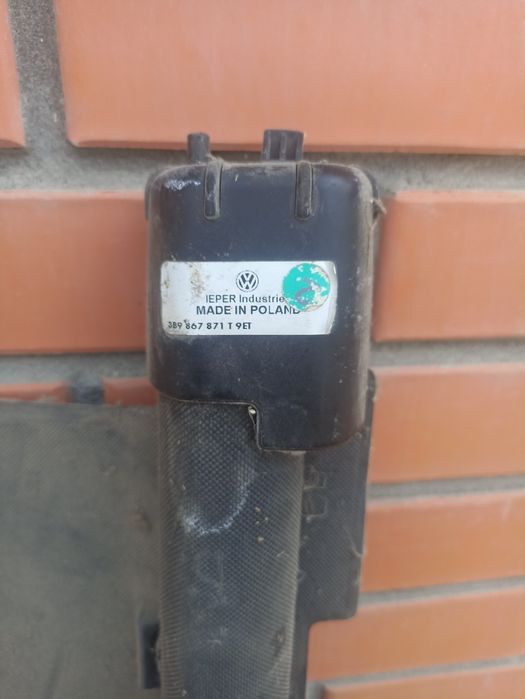 IEPER Industrie
MADE IN POLAND
3B9 867 871 T 9ET